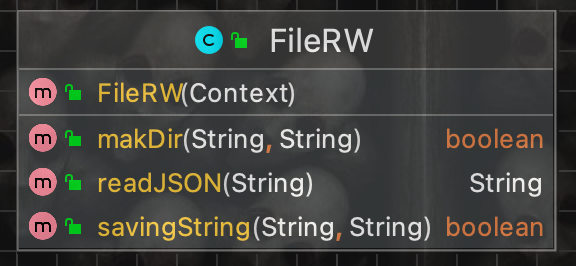 C FileRW
m FileRW(Context)
m makDir(String, String) boolean
m readJSON(String) String
m savingString(String, String) boolean